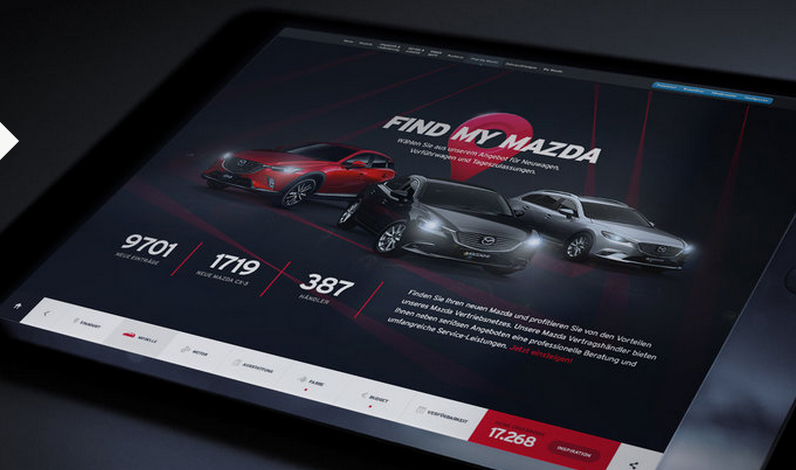 FIND MY MAZDA
Wählen Sie aus unserem Angebot für Neuwagen,
Vorführwagen und Tageszulassungen.
9701
NEUE EINTRÄGE
1719
NEUE MAZDA CX-3
387
HÄNDLER
Finden Sie Ihren neuen Mazda und profitieren Sie von den Vorteilen
unseres Mazda Vertriebsnetzes. Unsere Mazda Vertragshändler bieten
Ihnen neben seriösen Angeboten eine professionelle Beratung und
umfangreiche Service-Leistungen. Jetzt einsteigen!
STANDORT
MODELLE
MOTOR
AUSSTATTUNG
FARBE
BUDGET
VERFÜGBARKEIT
17.268
INSPIRATION